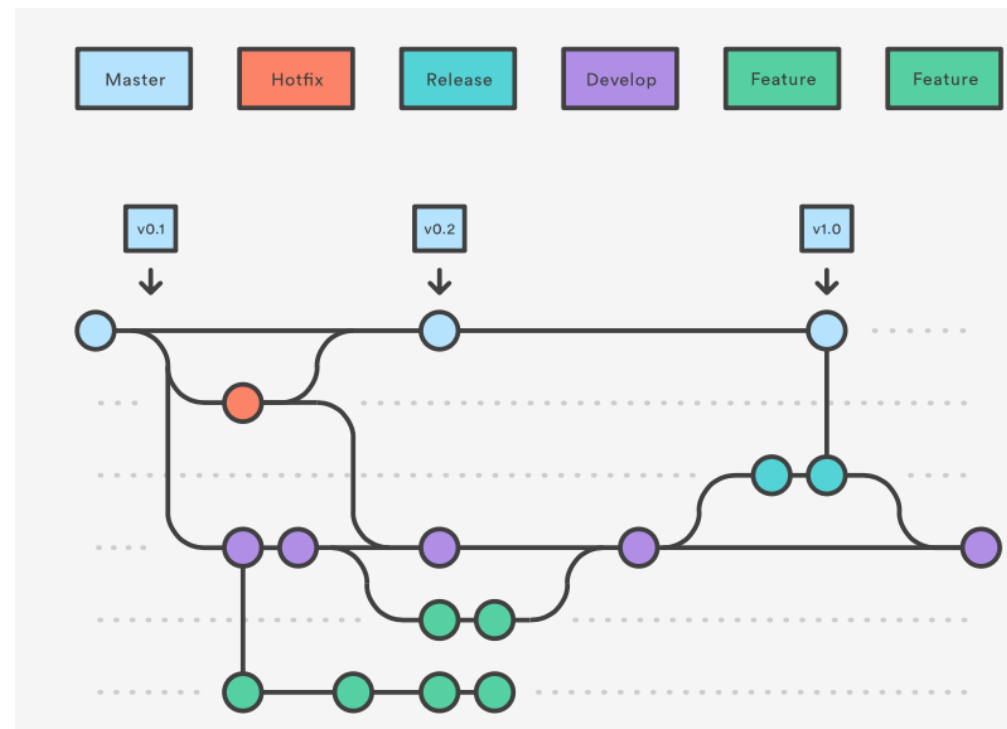 Master
Hotfix
Release
Develop
Feature
Feature
v0.1
v0.2
v1.0